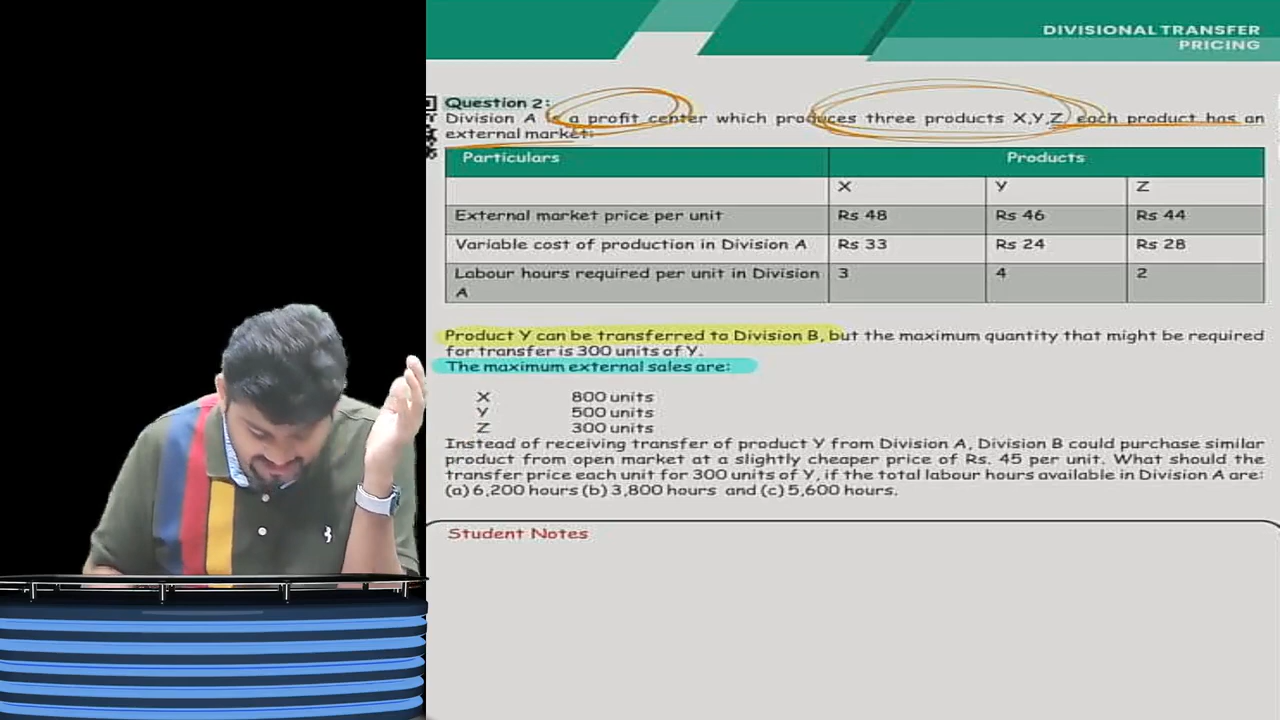 DIVISIONAL TRANSFER
PRICING
Question 2:
Division A is a profit center which produces three products X,Y,Z, each product has an
external market:
Particulars Products
X Y Z
External market price per unit Rs 48 Rs 46 Rs 44
Variable cost of production in Division A Rs 33 Rs 24 Rs 28
Labour hours required per unit in Division
A 3 4 2
Product Y can be transferred to Division B, but the maximum quantity that might be required
for transfer is 300 units of Y.
The maximum external sales are:
X 800 units
Y 500 units
Z 300 units
Instead of receiving transfer of product Y from Division A, Division B could purchase similar
product from open market at a slightly cheaper price of Rs. 45 per unit. What should the
transfer price each unit for 300 units of Y, if the total labour hours available in Division A are:
(a) 6,200 hours (b) 3,800 hours and (c) 5,600 hours.
Student Notes